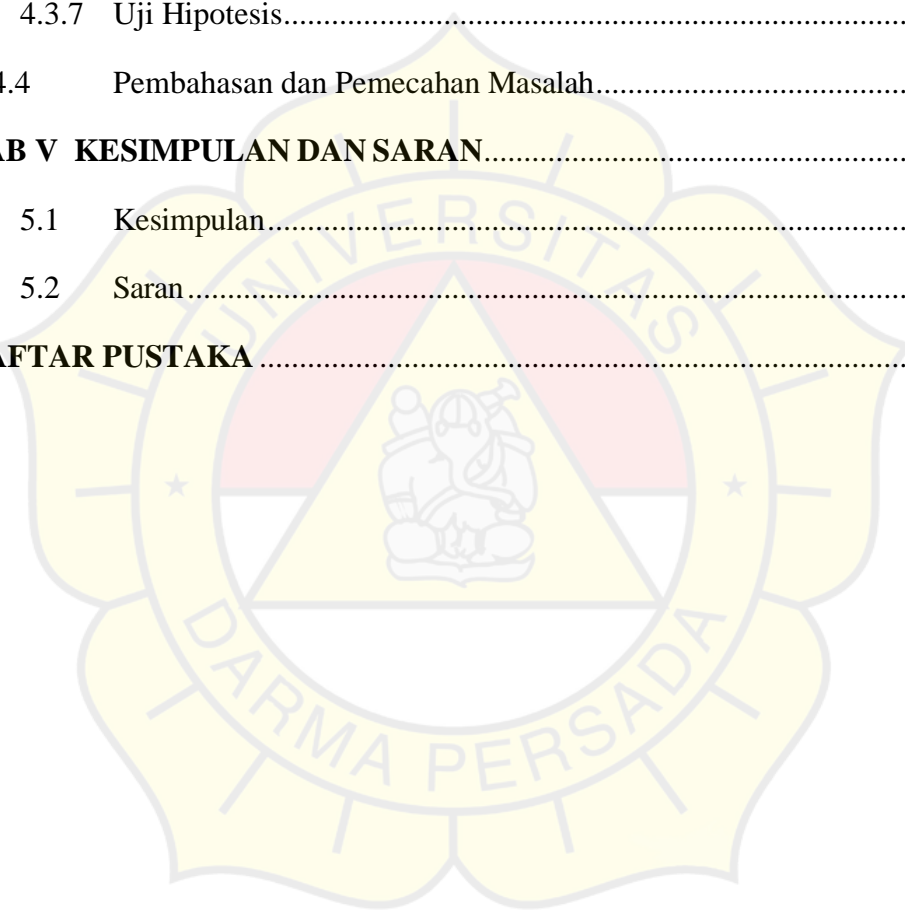 4.3.7 Uji Hipotesis........................................................................................
4.4 Pembahasan dan Pemecahan Masalah...........................................
AB V KESIMPULAN DAN SARAN...........................................................
5.1 Kesimpulan...........................................................................................
5.2 Saran.......................................................................................................
AFTAR PUSTAKA ............................................................................................
UNIVERSITAS
DARMA PERSADA